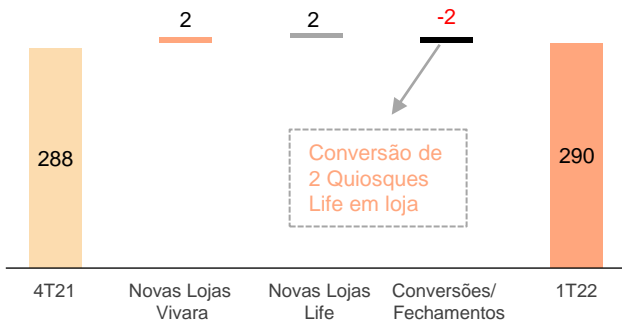 2
2
-2
288
Conversão de
2 Quiosques
Life em loja
290
4T21
Novas Lojas
Vivara
Novas Lojas
Life
Conversões/
Fechamentos
1T22